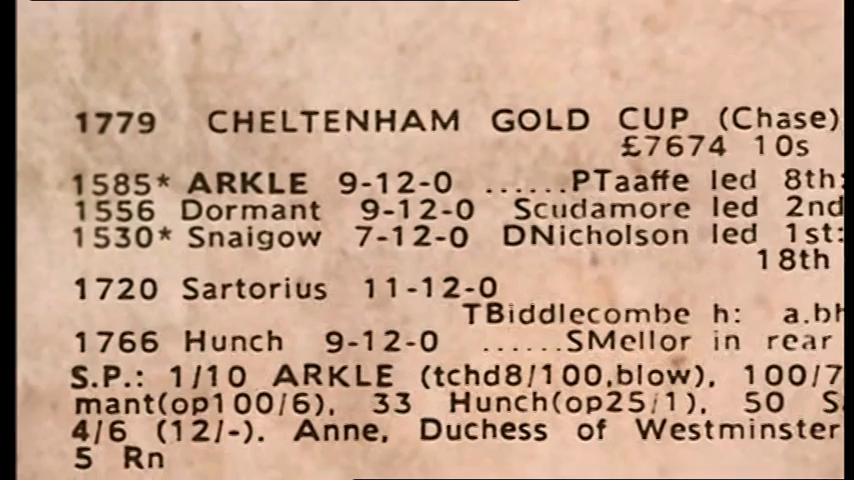 1779 CHELTENHAM GOLD CUP (Chase)
£7674 10s
1585* ARKLE 9-12-0 ......PTaaffe led 8th:
1556 Dormant 9-12-0 Scudamore led 2nd
1530* Snaigow 7-12-0 DNicholson led 1st:
18th
1720 Sartorius 11-12-0
TBiddlecombe h: a.bh
1766 Hunch 9-12-0 ......SMellor in rear
S.P.: 1/10 ARKLE (tchd8/100,blow), 100/7
mant(op100/6), 33 Hunch(op25/1), 50 S
4/6 (12/-). Anne, Duchess of Westminster
5 Rn